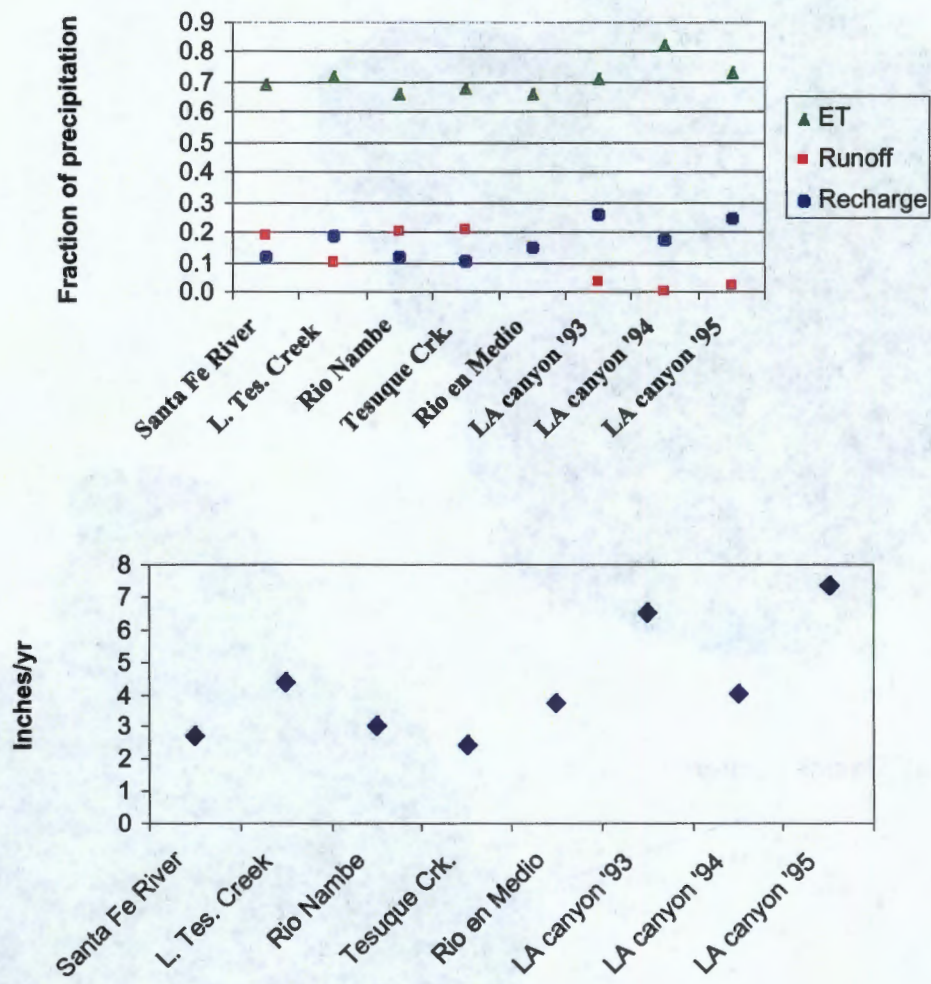 Fraction of precipitation
0.9
0.8
0.7
0.6
0.5
0.4
0.3
0.2
0.1
0.0
Santa Fe River
L. Tes. Creek
Rio Nambe
Tesuque Crk.
Rio en Medio
LA canyon '93
LA canyon '94
LA canyon '95
ET
Runoff
Recharge
Inches/yr
8
7
6
5
4
3
2
1
0
Santa Fe River
L. Tes. Creek
Rio Nambe
Tesuque Crk.
Rio en Medio
LA canyon '93
LA canyon '94
LA canyon '95